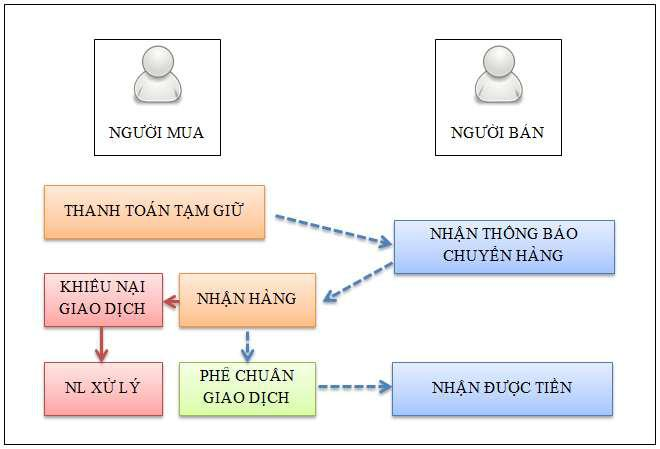 NGƯỜI MUA
NGƯỜI BÁN
THANH TOÁN TẠM GIỮ
NHẬN THÔNG BÁO
CHUYỂN HÀNG
KHIẾU NẠI
GIAO DỊCH
NHẬN HÀNG
NL XỬ LÝ
PHÊ CHUẨN
GIAO DỊCH
NHẬN ĐƯỢC TIỀN